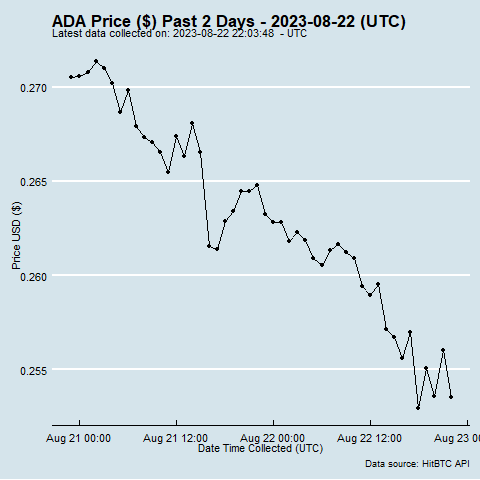 ADA Price ($) Past 2 Days - 2023-08-22 (UTC)
Latest data collected on: 2023-08-22 22:03:48 - UTC
0.270
0.265
0.260
0.255
Price USD ($)
Aug 21 00:00 Aug 21 12:00 Aug 22 00:00 Aug 22 12:00 Aug 23 00
Date Time Collected (UTC)
Data source: HitBTC API